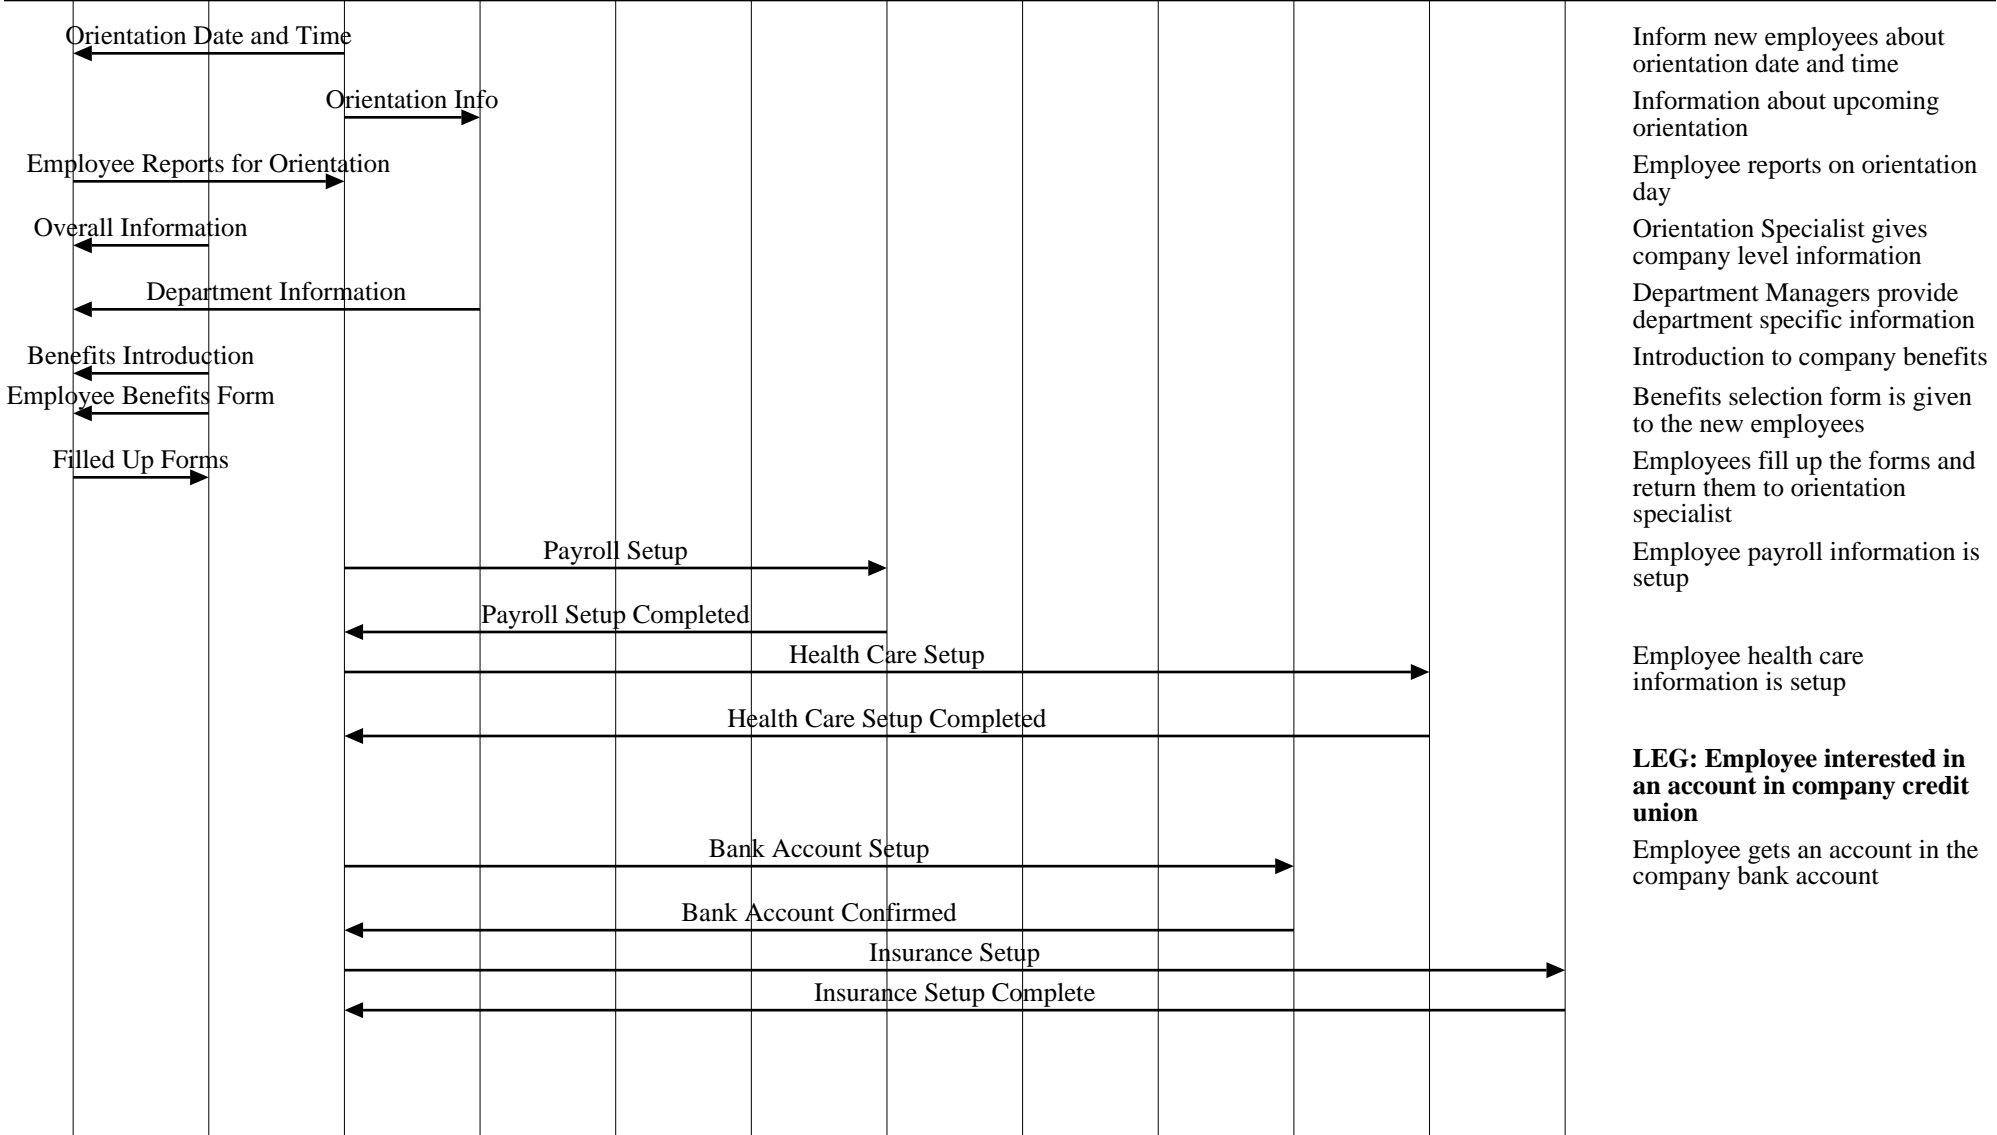 Orientation Date and Time
Inform new employees about
orientation date and time
Orientation Info
Information about upcoming
orientation
Employee Reports for Orientation
Employee reports on orientation
day
Overall Information
Orientation Specialist gives
company level information
Department Information
Department Managers provide
department specific information
Benefits Introduction
Introduction to company benefits
Employee Benefits Form
Benefits selection form is given
to the new employees
Filled Up Forms
Employees fill up the forms and
return them to orientation
specialist
Payroll Setup
Employee payroll information is
setup
Payroll Setup Completed
Health Care Setup
Employee health care
information is setup
Health Care Setup Completed
LEG: Employee interested in
an account in company credit
union
Bank Account Setup
Employee gets an account in the
company bank account
Bank Account Confirmed
Insurance Setup
Insurance Setup Complete